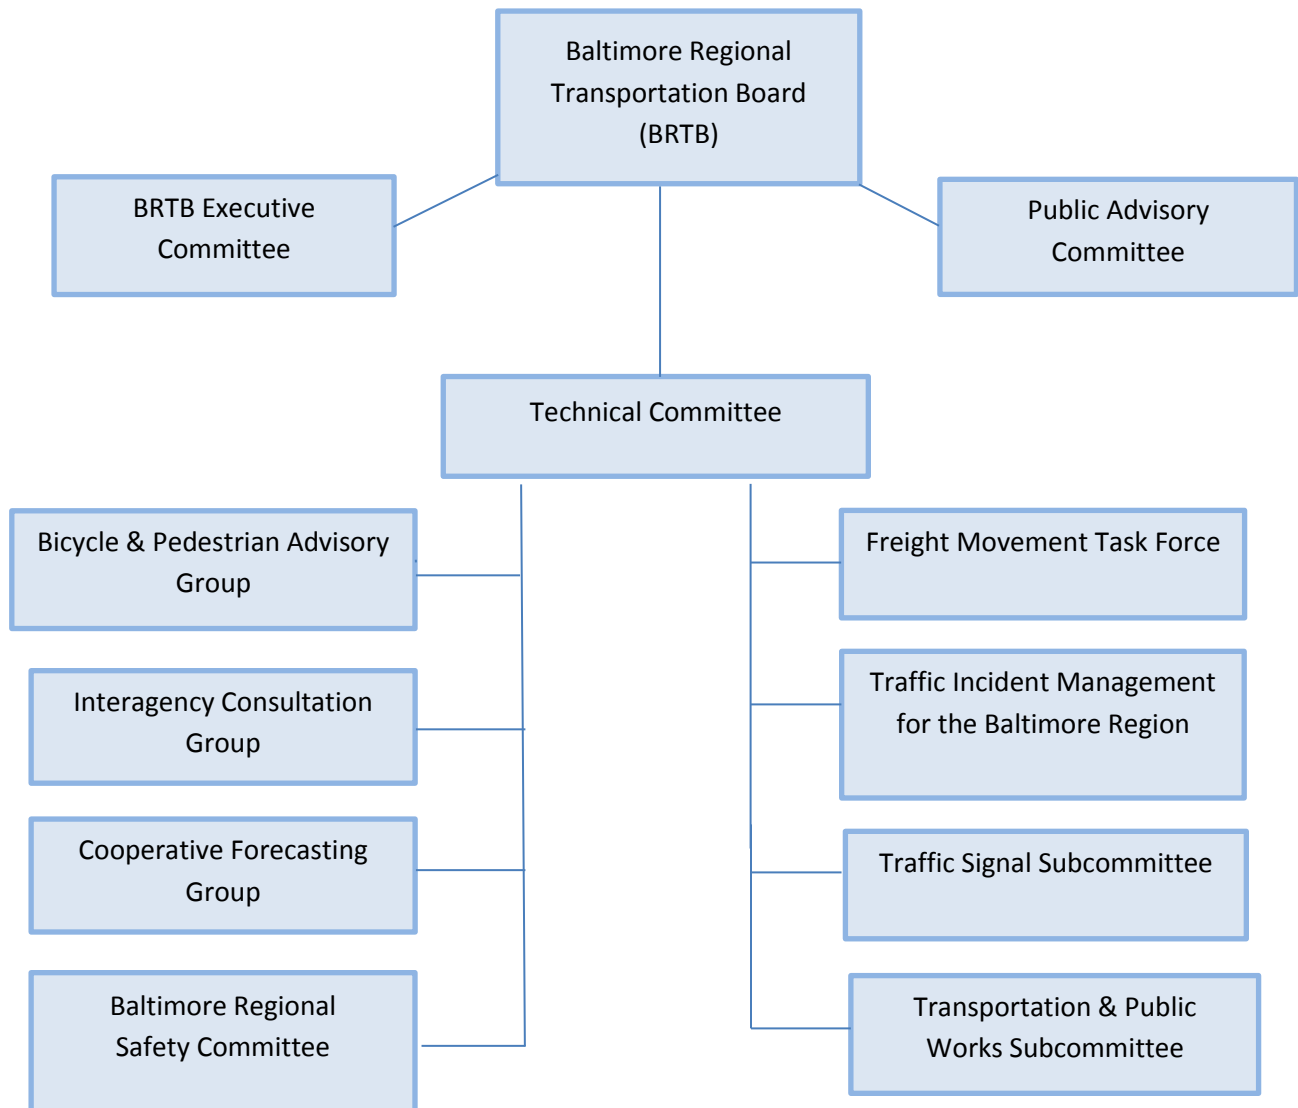 Baltimore Regional
Transportation Board
(BRTB)
BRTB Executive
Committee
Public Advisory
Committee
Technical Committee
Bicycle & Pedestrian Advisory
Group
Freight Movement Task Force
Interagency Consultation
Group
Traffic Incident Management
for the Baltimore Region
Cooperative Forecasting
Group
Traffic Signal Subcommittee
Baltimore Regional
Safety Committee
Transportation & Public
Works Subcommittee